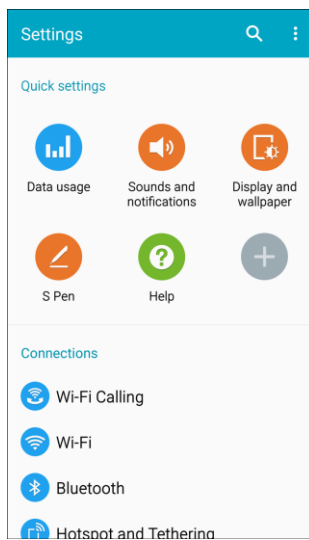 Settings
Quick settings
Data usage
Sounds and
notifications
Display and
wallpaper
S Pen
Help
Connections
Wi-Fi Calling
Wi-Fi
Bluetooth
Hotspot and Tethering